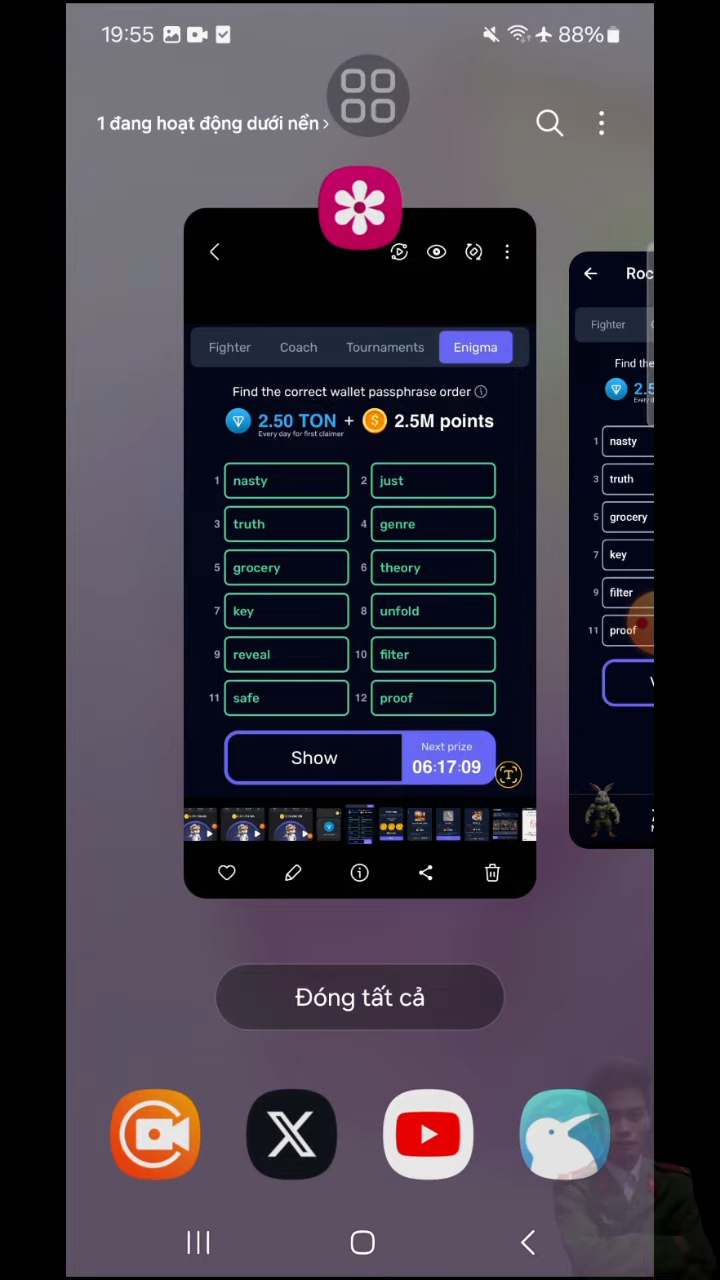 19:55
88%
1 đang hoạt động dưới nền ›
Fighter Coach Tournaments Enigma
Find the correct wallet passphrase order
2.50 TON + 2.5M points
Every day for first claimer
1 nasty 2 just
3 truth 4 genre
5 grocery 6 theory
7 key 8 unfold
9 reveal 10 filter
11 safe 12 proof
Show
Next prize
06:17:09
T
Roc
Fighter
Find the
2.5
Every d
1 nasty
3 truth
5 grocery
7 key
9 filter
11 proof
Đóng tất cả
X